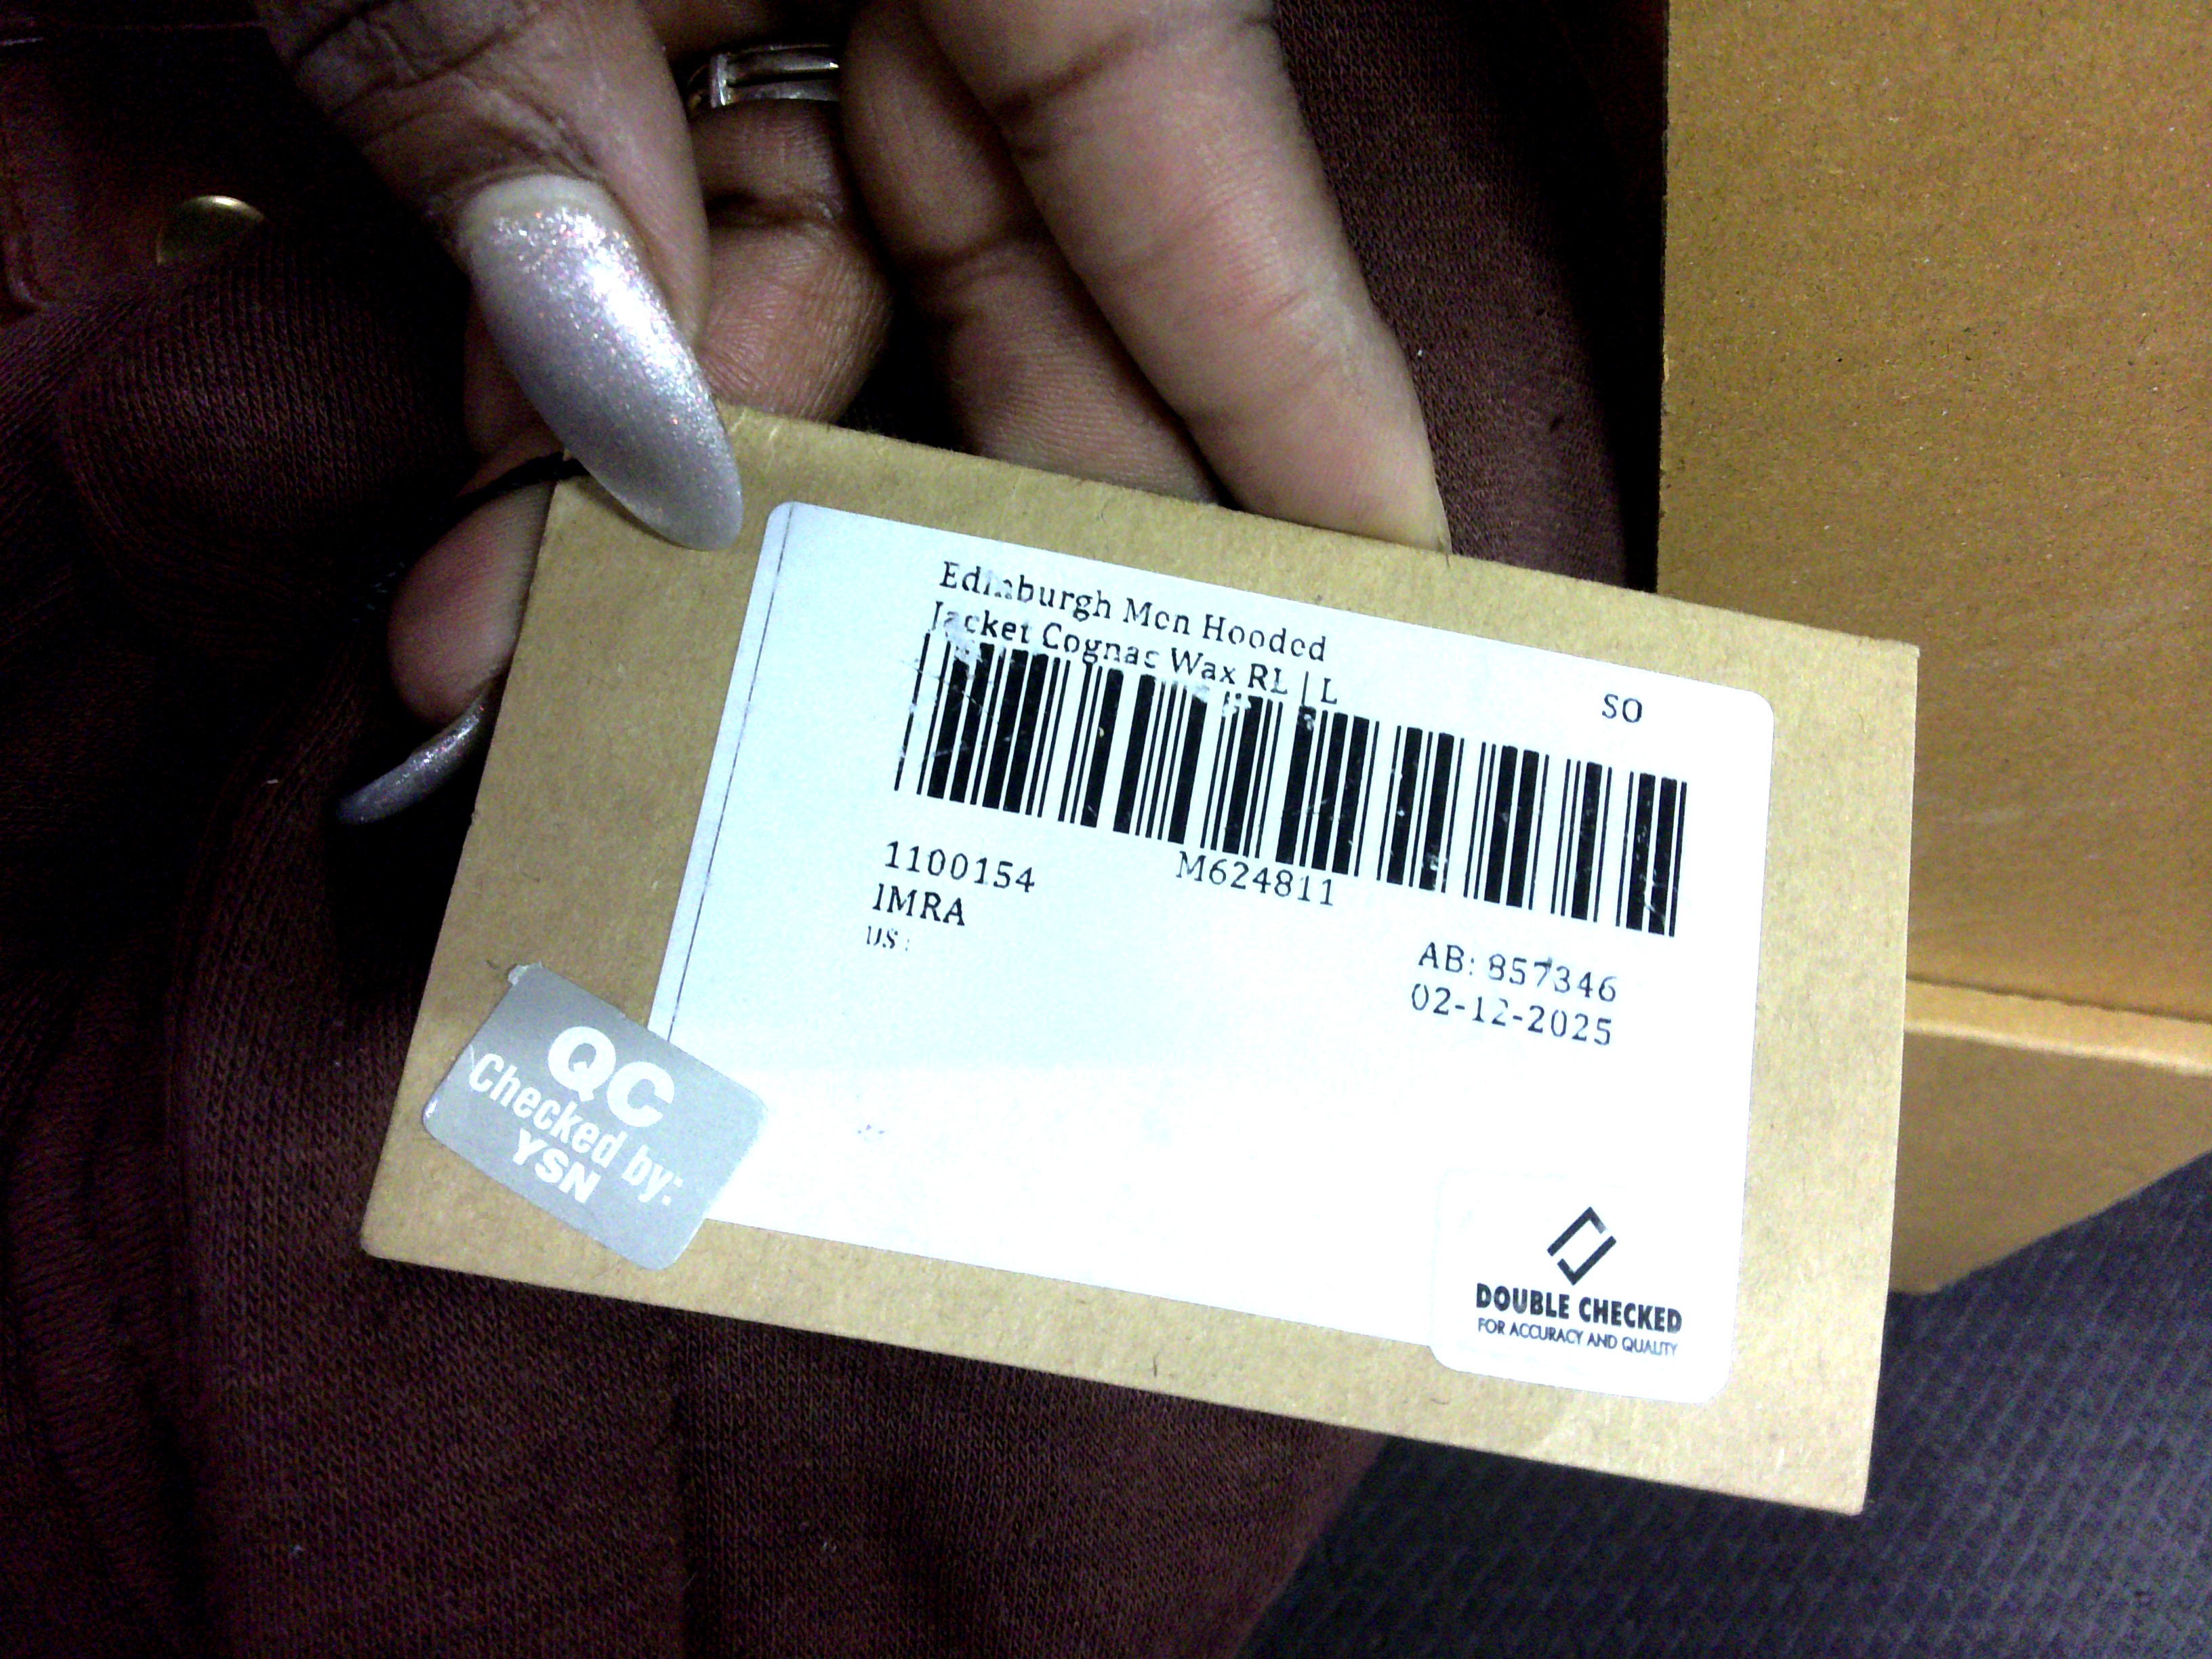 Edinburgh Men Hooded
Jacket Cognac Wax RL | L
SO
1100154
M624811
IMRA
US :
AB: 857346
02-12-2025
QC
Checked by:
YSN
DOUBLE CHECKED
FOR ACCURACY AND QUALITY